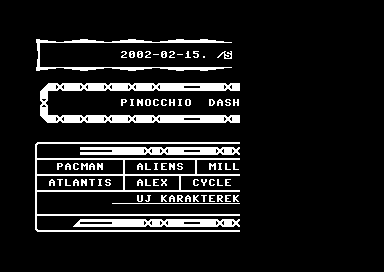 2002-02-15. /S
PINOCCHIO DASH
PACMAN ALIENS MILL
ATLANTIS ALEX CYCLE
UJ KARAKTEREK